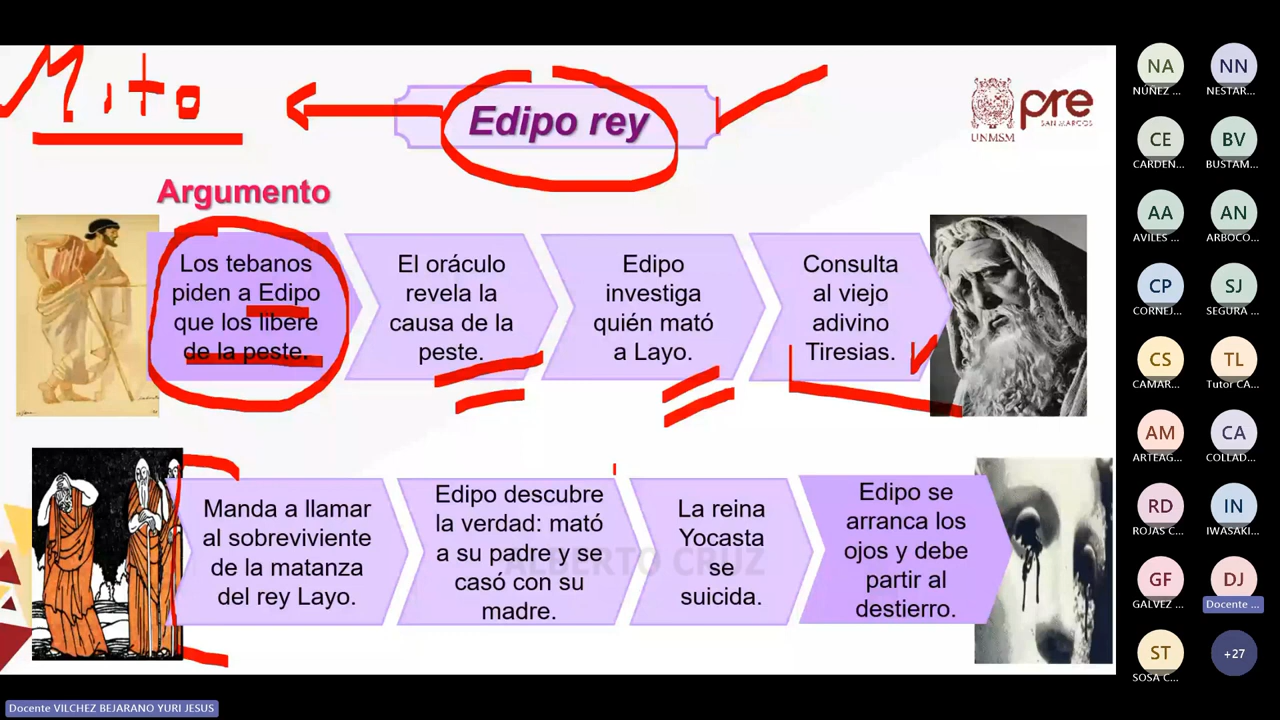 Mito
Edipo rey
UNMSM
pre
SAN MARCOS
Argumento
Los tebanos
piden a Edipo
que los libere
de la peste.
El oráculo
revela la
causa de la
peste.
Edipo
investiga
quién mató
a Layo.
Consulta
al viejo
adivino
Tiresias.
Manda a llamar
al sobreviviente
de la matanza
del rey Layo.
Edipo descubre
la verdad: mató
a su padre y se
casó con su
madre.
La reina
Yocasta
se
suicida.
Edipo se
arranca los
ojos y debe
partir al
destierro.
ALBERTO CRUZ
NA
NUÑEZ ...
NN
NESTAR...
CE
CARDEN...
BV
BUSTAM...
AA
AVILES ...
AN
ARBOCO...
CP
CORNEJ...
SJ
SEGURA ...
CS
CAMAR...
TL
Tutor CA...
AM
ARTEAG...
CA
COLLAD...
RD
ROJAS C...
IN
IWASAKI...
GF
GALVEZ ...
DJ
Docente ...
ST
SOSA C...
+27
Docente VILCHEZ BEJARANO YURI JESUS